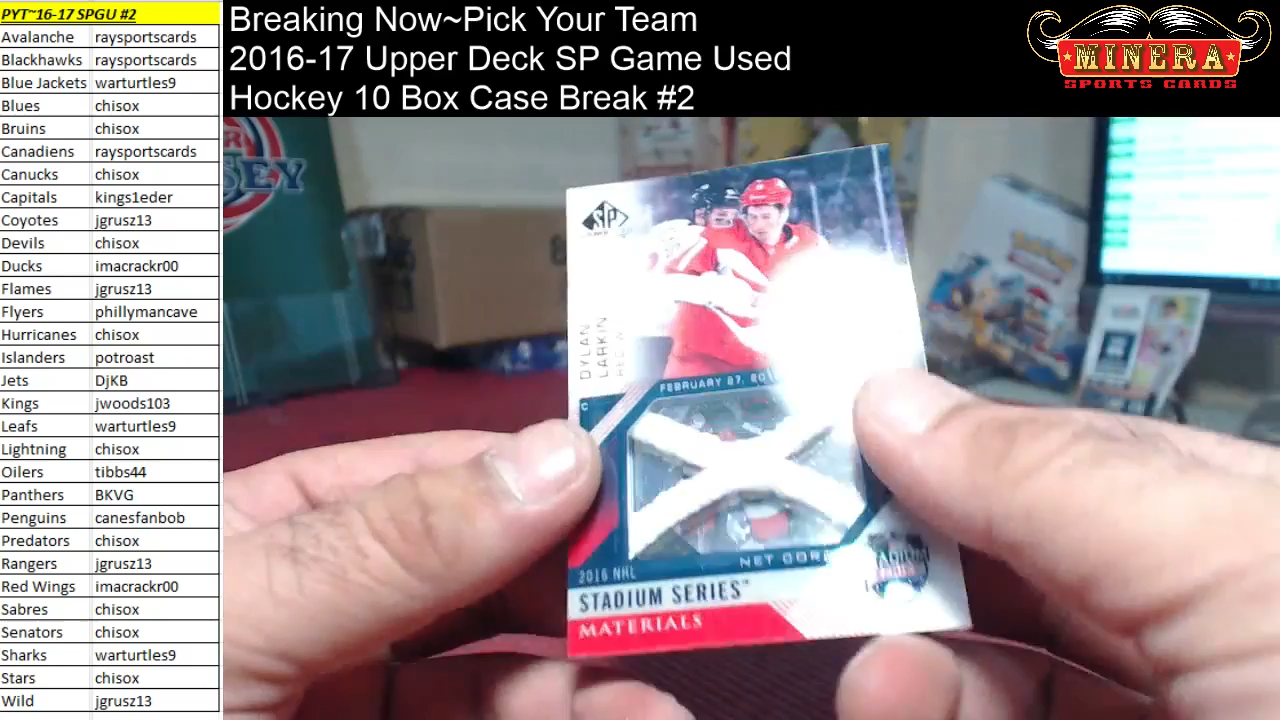 PYT~16-17 SPGU #2
Avalanche raysportscards
Blackhawks raysportscards
Blue Jackets warturtles9
Blues chisox
Bruins chisox
Canadiens raysportscards
Canucks chisox
Capitals kings1eder
Coyotes jgrusz13
Devils chisox
Ducks imacrackr00
Flames jgrusz13
Flyers phillymancave
Hurricanes chisox
Islanders potroast
Jets DjKB
Kings jwoods103
Leafs warturtles9
Lightning chisox
Oilers tibbs44
Panthers BKVG
Penguins canesfanbob
Predators chisox
Rangers jgrusz13
Red Wings imacrackr00
Sabres chisox
Senators chisox
Sharks warturtles9
Stars chisox
Wild jgrusz13
Breaking Now~Pick Your Team
2016-17 Upper Deck SP Game Used
Hockey 10 Box Case Break #2
MINERA
SPORTS CARDS
SP
DYLAN
LARKIN
FEBRUARY 27,
C
NET COR
2016 NHL
STADIUM SERIES™
MATERIALS